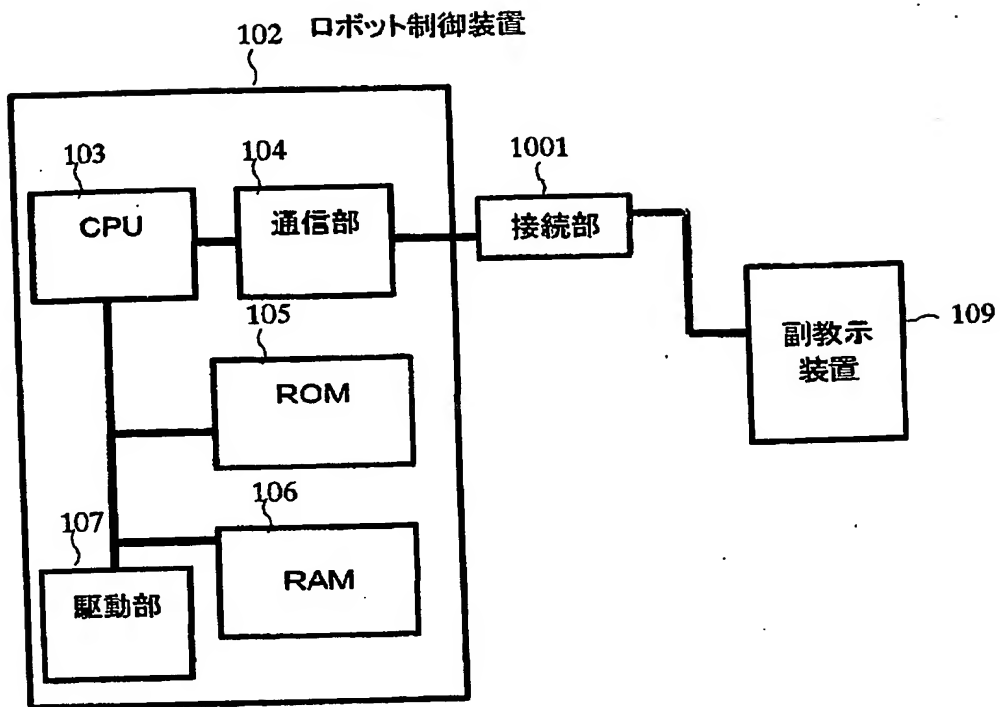 102 ロボット制御装置
103
104
1001
CPU
通信部
接続部
105
109
副教示
装置
ROM
106
107
RAM
駆動部